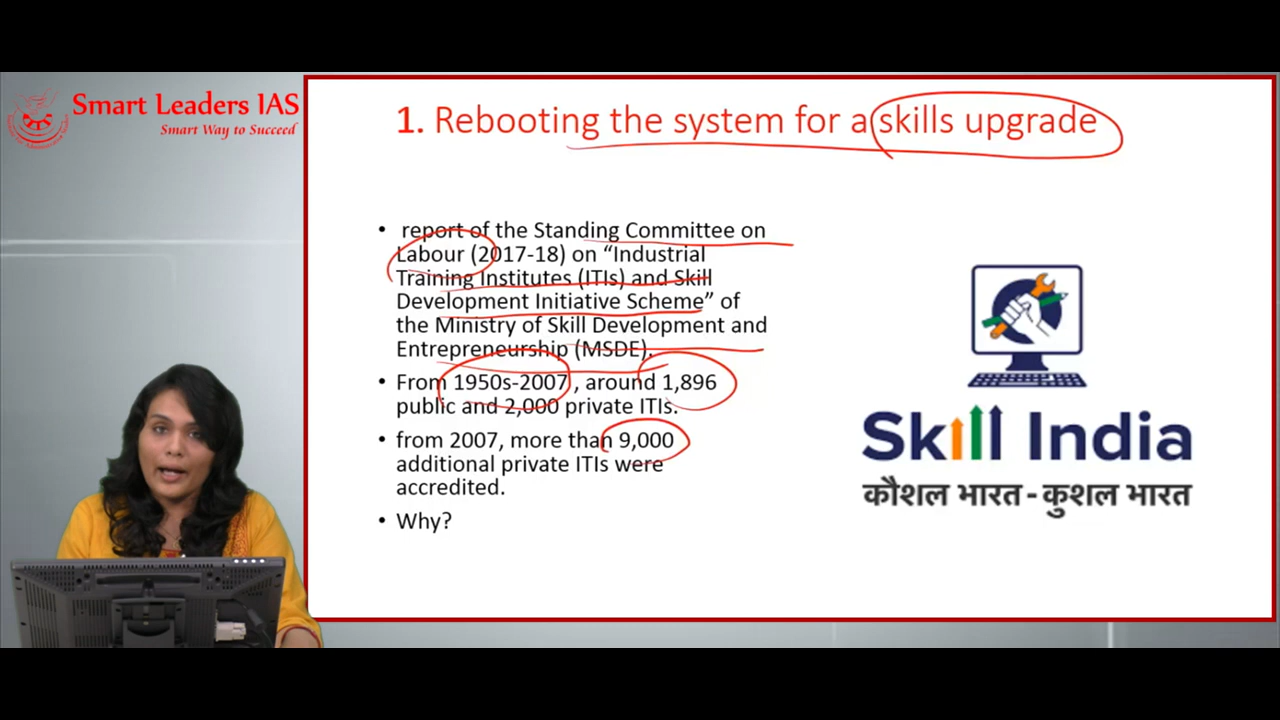 Smart Leaders IAS
Smart Way to Succeed
1. Rebooting the system for a skills upgrade
• report of the Standing Committee on
Labour (2017-18) on “Industrial
Training Institutes (ITIs) and Skill
Development Initiative Scheme” of
the Ministry of Skill Development and
Entrepreneurship (MSDE).
• From 1950s-2007 , around 1,896
public and 2,000 private ITIs.
• from 2007, more than 9,000
additional private ITIs were
accredited.
• Why?
Skill India
कौशल भारत - कुशल भारत